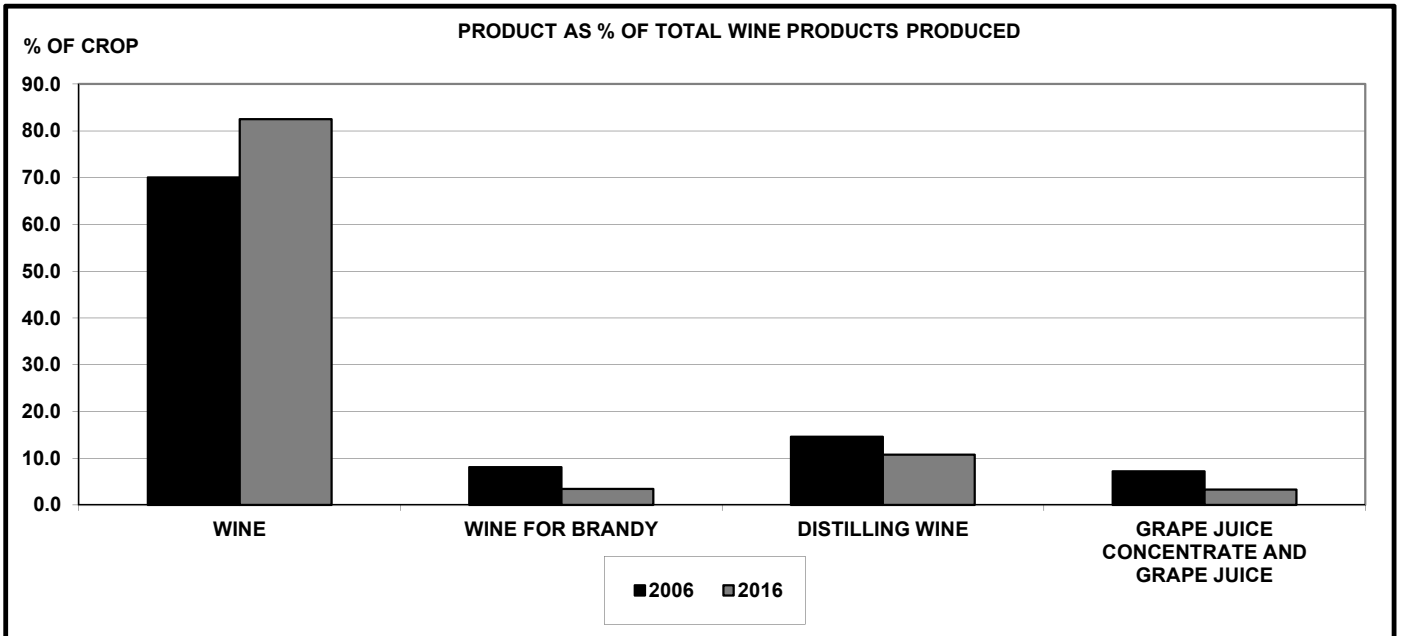 PRODUCT AS % OF TOTAL WINE PRODUCTS PRODUCED
% OF CROP
90.0
80.0
70.0
60.0
50.0
40.0
30.0
20.0
10.0
0.0
WINE
WINE FOR BRANDY
DISTILLING WINE
GRAPE JUICE
CONCENTRATE AND
GRAPE JUICE
2006 2016